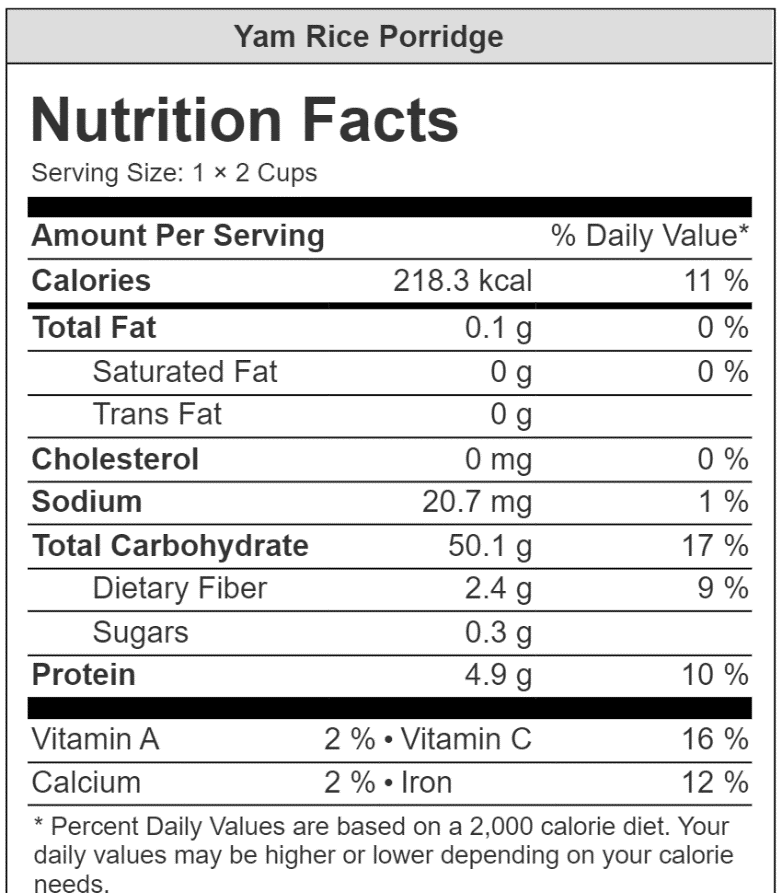 Yam Rice Porridge
Nutrition Facts
Serving Size: 1 × 2 Cups
Amount Per Serving % Daily Value*
Calories 218.3 kcal 11 %
Total Fat 0.1 g 0 %
Saturated Fat 0 g 0 %
Trans Fat 0 g
Cholesterol 0 mg 0 %
Sodium 20.7 mg 1 %
Total Carbohydrate 50.1 g 17 %
Dietary Fiber 2.4 g 9 %
Sugars 0.3 g
Protein 4.9 g 10 %
Vitamin A 2 % • Vitamin C 16 %
Calcium 2 % • Iron 12 %
* Percent Daily Values are based on a 2,000 calorie diet. Your
daily values may be higher or lower depending on your calorie
needs.